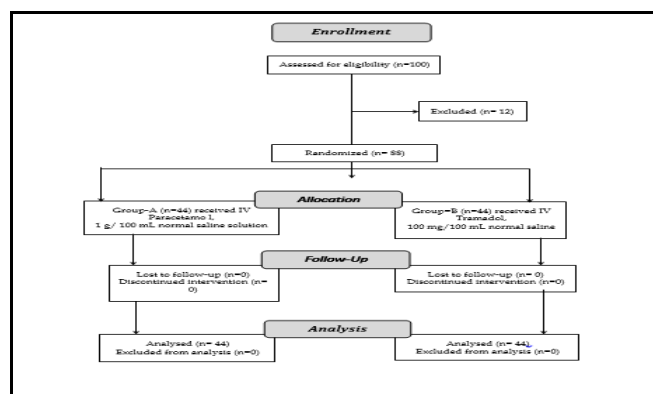 Enrollment
Assessed for eligibility (n=100)
Excluded (n= 12)
Randomized (n= 88)
Group-A (n=44) received IV
Paracetamo l,
1 g/ 100 mL normal saline solution
Allocation
Group=B (n=44) received IV
Tramadol,
100 mg/100 mL normal saline
Follow-Up
Lost to follow-up (n=0)
Discontinued intervention (n=
0)
Lost to follow-up (n= 0)
Discontinued intervention (n=0)
Analysis
Analysed (n= 44)
Excluded from analysis (n=0)
Analysed (n= 44),
Excluded from analysis (n=0)